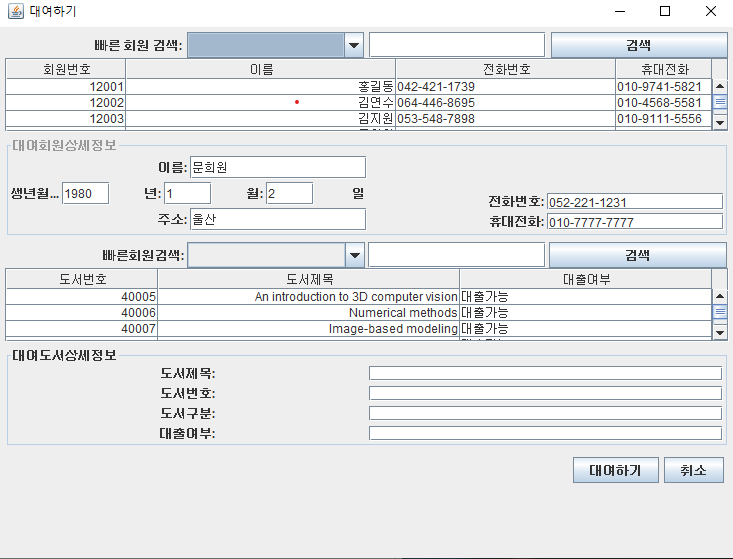 대여하기
빠른 회원 검색: 검색
회원번호 이름 전화번호 휴대전화
12001 홍길동 042-421-1739 010-9741-5821
12002 김연수 064-446-8695 010-4568-5581
12003 김지원 053-548-7898 010-9111-5556
대여회원상세정보
이름: 문희원
생년월... 1980 년: 1 월: 2 일
전화번호: 052-221-1231
주소: 울산 휴대전화: 010-7777-7777
빠른회원검색: 검색
도서번호 도서제목 대출여부
40005 An introduction to 3D computer vision 대출가능
40006 Numerical methods 대출가능
40007 Image-based modeling 대출가능
대여도서상세정보
도서제목:
도서번호:
도서구분:
대출여부:
대여하기 취소